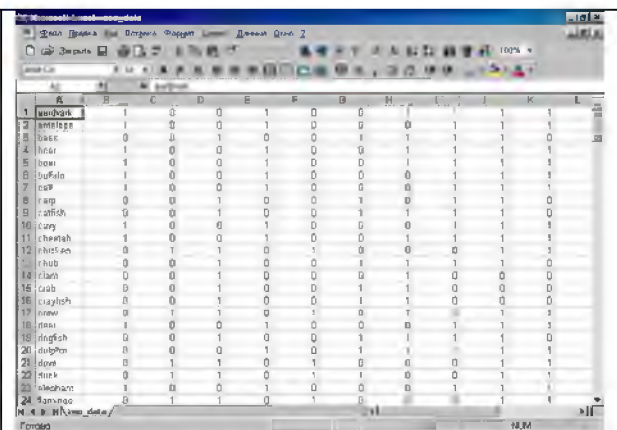 Microsoft Excel - zoo_data
Файл Правка Вид Вставка Формат Сервис Данные Окно ?
100%
A B C D E F G H I J K L
1 aardvark 1 0 0 1 0 0 1 1 1 1
2 antelope 1 0 0 1 0 0 0 1 1 1
3 bass 0 0 1 0 0 1 1 1 1 0
4 bear 1 0 0 1 0 0 1 1 1 1
5 boar 1 0 0 1 0 0 1 1 1 1
6 buffalo 1 0 0 1 0 0 0 1 1 1
7 calf 1 0 0 1 0 0 0 1 1 1
8 carp 0 0 1 0 0 1 0 1 1 0
9 catfish 0 0 1 0 0 1 1 1 1 0
10 cavy 1 0 0 1 0 0 0 1 1 1
11 cheetah 1 0 0 1 0 0 1 1 1 1
12 chicken 0 1 1 0 1 0 0 0 1 1
13 chub 0 0 1 0 0 1 1 1 1 0
14 clam 0 0 1 0 0 0 1 0 0 0
15 crab 0 0 1 0 0 1 1 0 0 0
16 crayfish 0 0 1 0 0 1 1 0 0 0
17 crow 0 1 1 0 1 0 1 0 1 1
18 deer 1 0 0 1 0 0 0 1 1 1
19 dogfish 0 0 1 0 0 1 1 1 1 0
20 dolphin 0 0 0 1 0 1 1 1 1 1
21 dove 0 1 1 0 1 0 0 0 1 1
22 duck 0 1 1 0 1 1 0 0 1 1
23 elephant 1 0 0 1 0 0 0 1 1 1
24 flamingo 0 1 1 0 1 0 0 0 1 1
zoo_data
Готово NUM